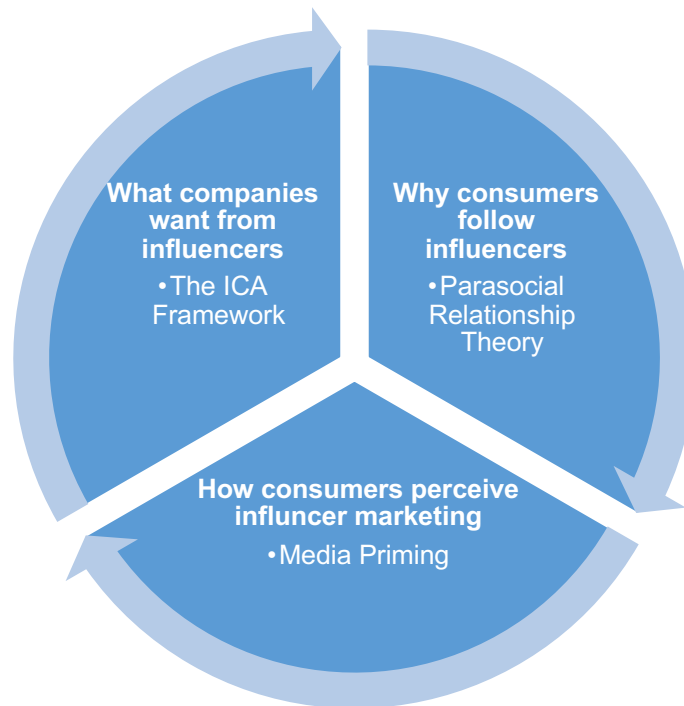 What companies
want from
influencers
•The ICA
Framework
Why consumers
follow
influencers
•Parasocial
Relationship
Theory
How consumers perceive
influncer marketing
•Media Priming